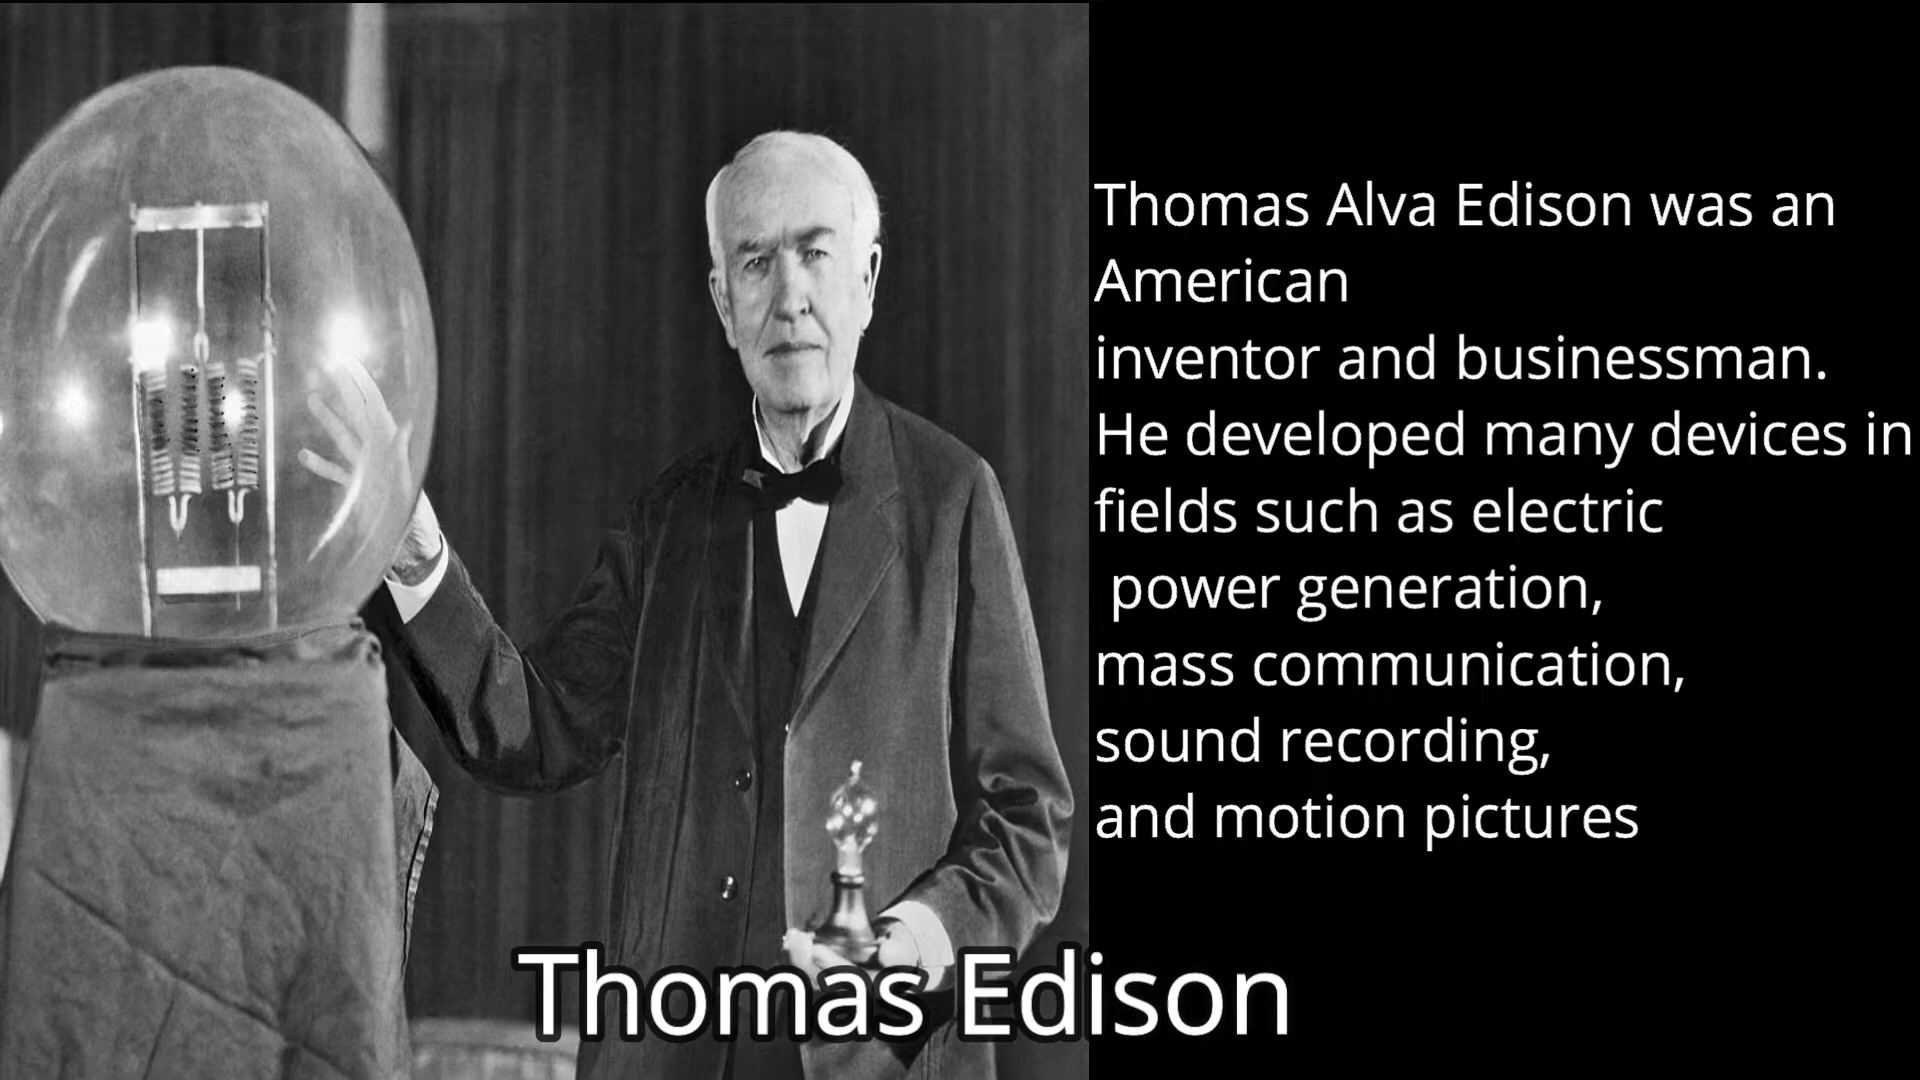 Thomas Alva Edison was an
American
inventor and businessman.
He developed many devices in
fields such as electric
power generation,
mass communication,
sound recording,
and motion pictures
Thomas Edison